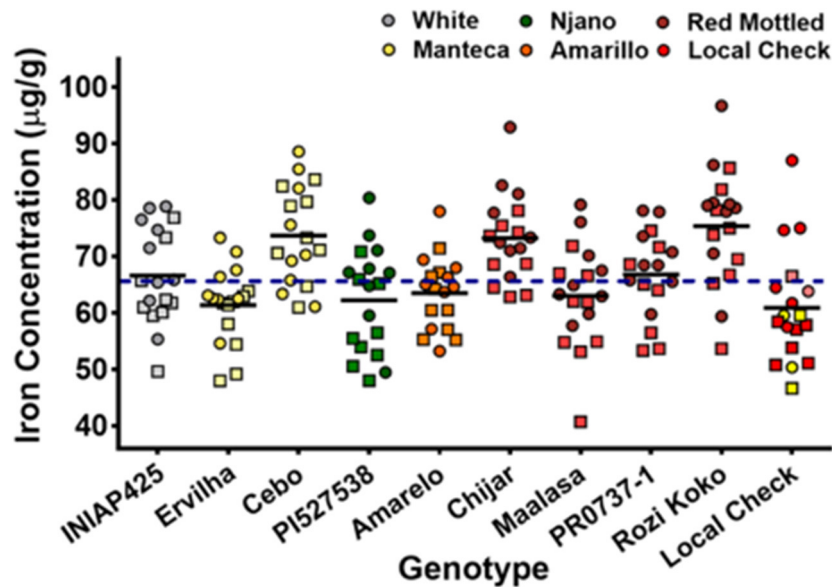 White Njano Red Mottled
Manteca Amarillo Local Check
Iron Concentration (μg/g)
100
90
80
70
60
50
40
INIAP425
Ervilha
Cebo
PI527538
Amarelo
Chijar
Maalasa
PR0737-1
Rozi Koko
Local Check
Genotype